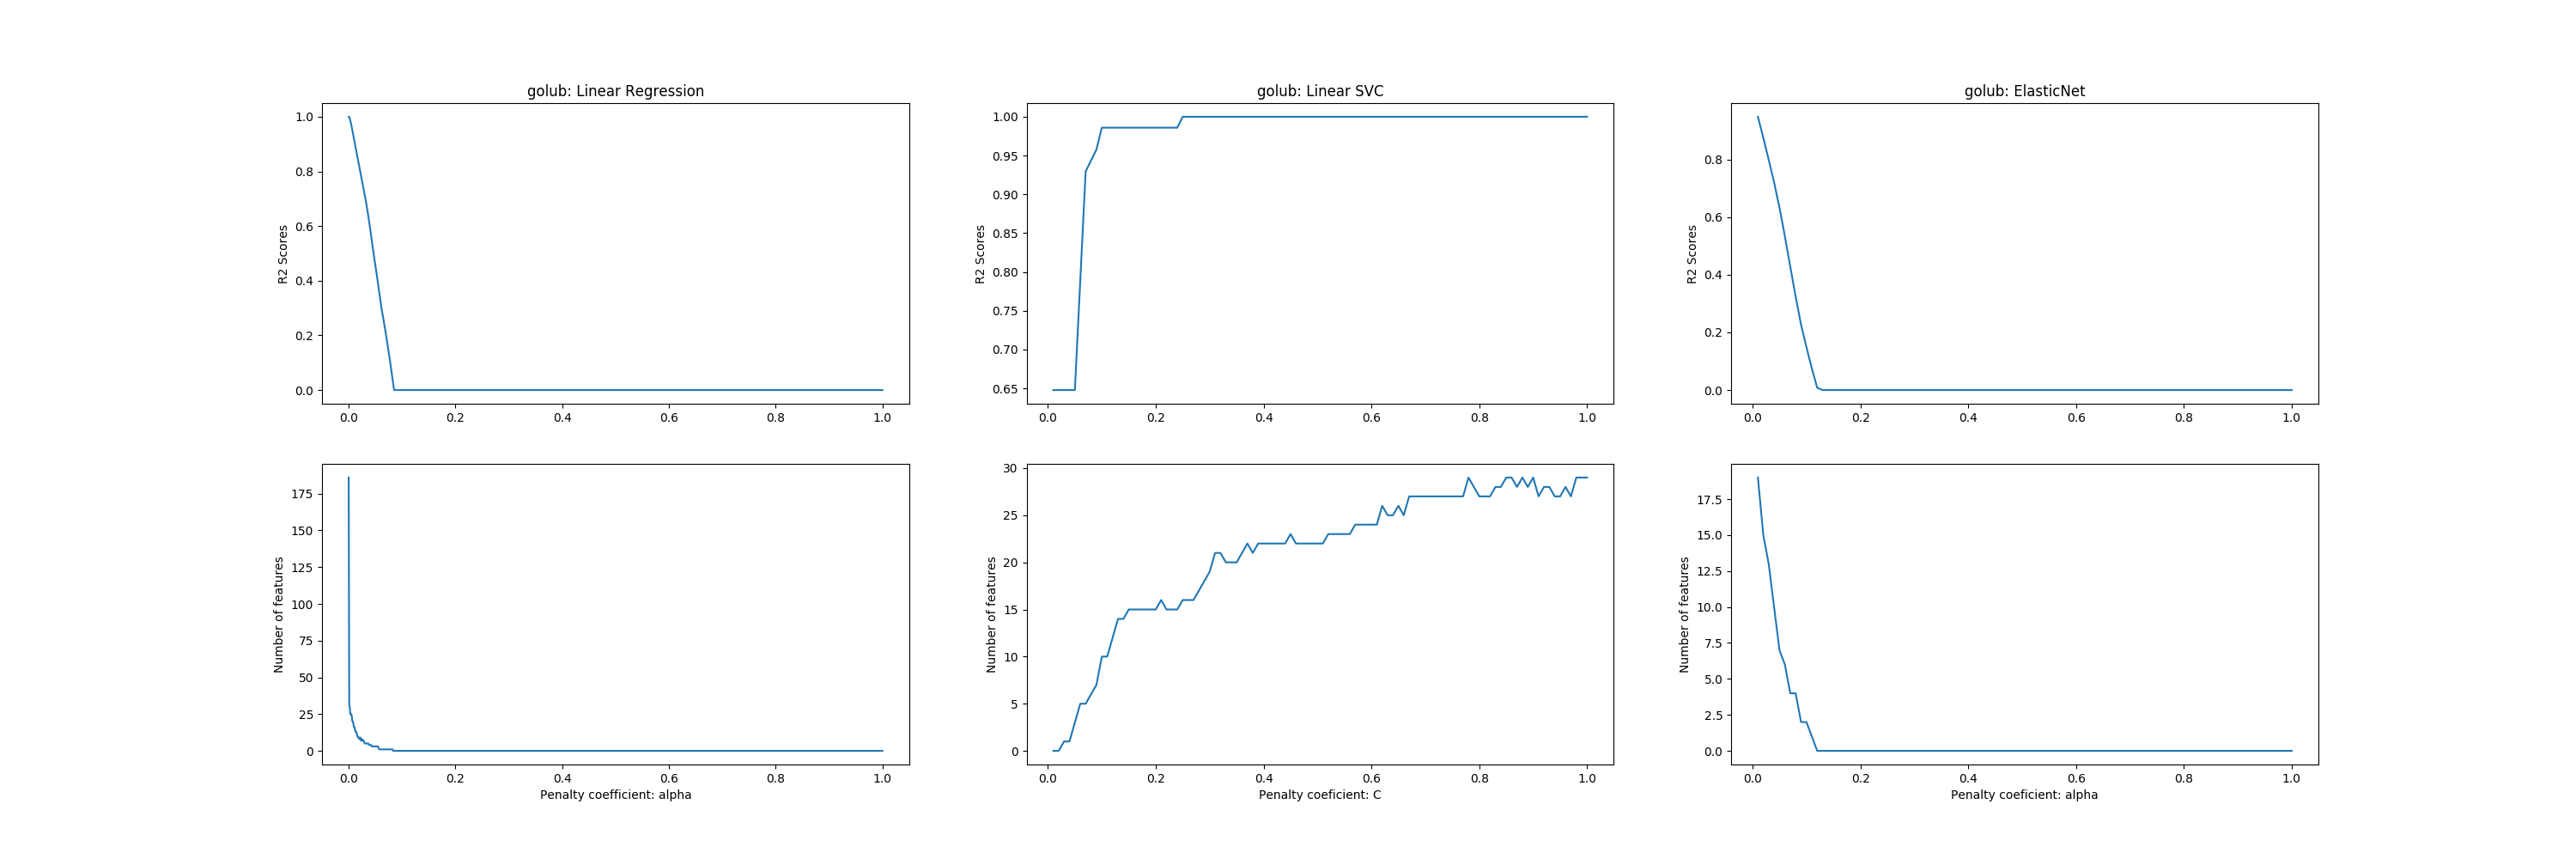 golub: Linear Regression
R2 Scores
1.0
0.8
0.6
0.4
0.2
0.0
0.0 0.2 0.4 0.6 0.8 1.0
golub: Linear SVC
R2 Scores
1.00
0.95
0.90
0.85
0.80
0.75
0.70
0.65
0.0 0.2 0.4 0.6 0.8 1.0
golub: ElasticNet
R2 Scores
0.8
0.6
0.4
0.2
0.0
0.0 0.2 0.4 0.6 0.8 1.0
Number of features
175
150
125
100
75
50
25
0
0.0 0.2 0.4 0.6 0.8 1.0
Penalty coefficient: alpha
Number of features
30
25
20
15
10
5
0
0.0 0.2 0.4 0.6 0.8 1.0
Penalty coeficient: C
Number of features
17.5
15.0
12.5
10.0
7.5
5.0
2.5
0.0
0.0 0.2 0.4 0.6 0.8 1.0
Penalty coeficient: alpha